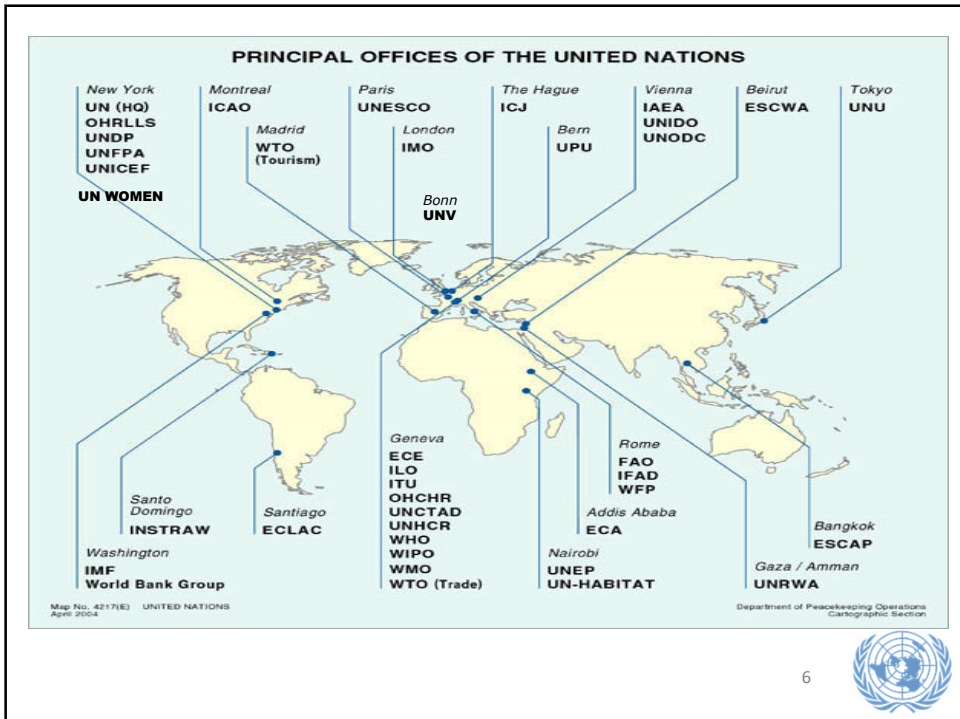 PRINCIPAL OFFICES OF THE UNITED NATIONS
New York
UN (HQ)
OHRLLS
UNDP
UNFPA
UNICEF
UN WOMEN
Montreal
ICAO
Madrid
WTO
(Tourism)
Paris
UNESCO
London
IMO
Bonn
UNV
The Hague
ICJ
Bern
UPU
Vienna
IAEA
UNIDO
UNODC
Beirut
ESCWA
Tokyo
UNU
Santo
Domingo
INSTRAW
Washington
IMF
World Bank Group
Santiago
ECLAC
Geneva
ECE
ILO
ITU
OHCHR
UNCTAD
UNHCR
WHO
WIPO
WMO
WTO (Trade)
Rome
FAO
IFAD
WFP
Addis Ababa
ECA
Nairobi
UNEP
UN-HABITAT
Bangkok
ESCAP
Gaza / Amman
UNRWA
Map No. 4217(E) UNITED NATIONS
April 2004
Department of Peacekeeping Operations
Cartographic Section
6